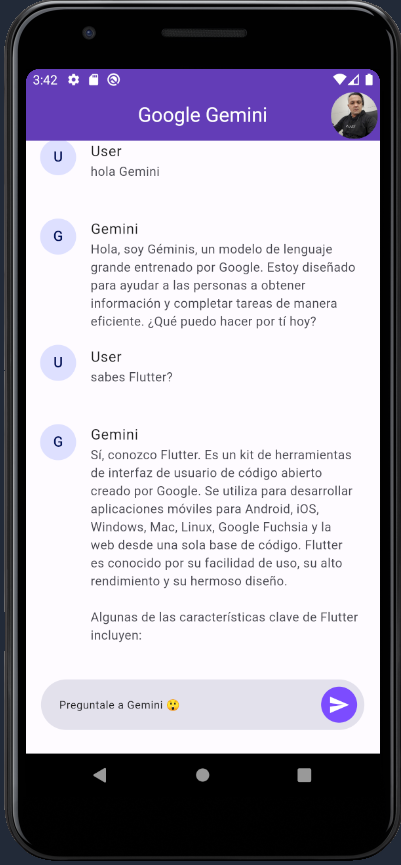 3:42
Google Gemini
U
User
hola Gemini
G
Gemini
Hola, soy Géminis, un modelo de lenguaje
grande entrenado por Google. Estoy diseñado
para ayudar a las personas a obtener
información y completar tareas de manera
eficiente. ¿Qué puedo hacer por tí hoy?
U
User
sabes Flutter?
G
Gemini
Sí, conozco Flutter. Es un kit de herramientas
de interfaz de usuario de código abierto
creado por Google. Se utiliza para desarrollar
aplicaciones móviles para Android, iOS,
Windows, Mac, Linux, Google Fuchsia y la
web desde una sola base de código. Flutter
es conocido por su facilidad de uso, su alto
rendimiento y su hermoso diseño.
Algunas de las características clave de Flutter
incluyen:
Preguntale a Gemini 😲